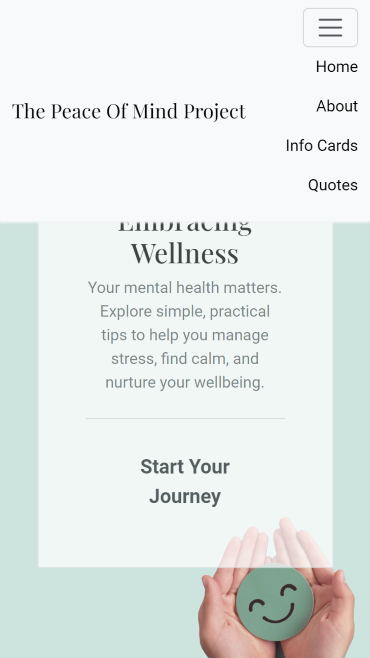 Home
About
The Peace Of Mind Project
Info Cards
Quotes
Embracing
Wellness
Your mental health matters.
Explore simple, practical
tips to help you manage
stress, find calm, and
nurture your wellbeing.
Start Your
Journey